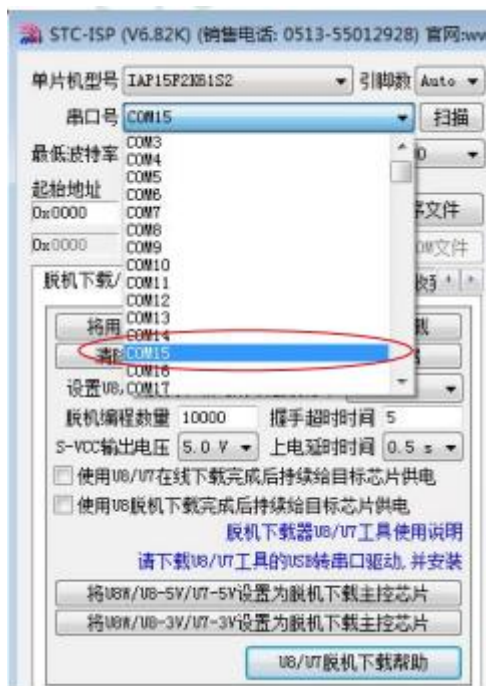 STC-ISP (V6.82K) (销售电话: 0513-55012928) 官网:ww
单片机型号 IAP15F2K61S2 引脚数 Auto
串口号 COM15 扫描
COM3
最低波特率 COM4
COM5
起始地址 COM6
0x0000 COM7 序文件
COM8
0x0000 COM9
COM10
脱机下载/ COM11
COM12
将用 COM13
COM14
COM15
COM16
设置U8, COM17
脱机编程数量 10000 握手超时时间 5
S-VCC输出电压 5.0 V 上电延时时间 0.5 s
使用U8/U7在线下载完成后持续给目标芯片供电
使用U8脱机下载完成后持续给目标芯片供电
脱机下载器U8/U7工具使用说明
请下载U8/U7工具的USB转串口驱动,并安装
将U8W/U8-5V/U7-5V设置为脱机下载主控芯片
将U8W/U8-3V/U7-3V设置为脱机下载主控芯片
U8/U7脱机下载帮助